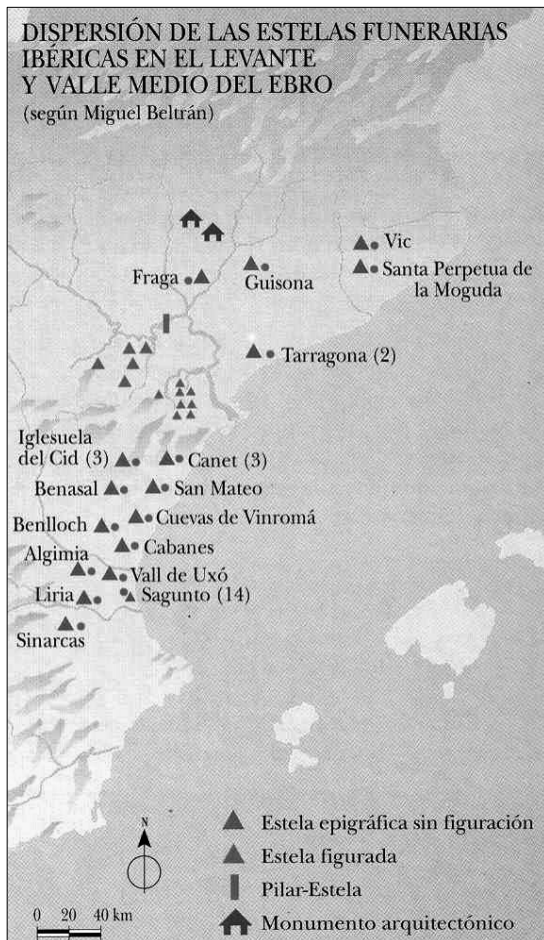 DISPERSIÓN DE LAS ESTELAS FUNERARIAS
IBÉRICAS EN EL LEVANTE
Y VALLE MEDIO DEL EBRO
(según Miguel Beltrán)
Vic
Fraga
Guisona
Santa Perpetua de
la Moguda
Tarragona (2)
Iglesuela
del Cid (3)
Canet (3)
Benasal
San Mateo
Benlloch
Cuevas de Vinromá
Cabanes
Algimia
Vall de Uxó
Liria
Sagunto (14)
Sinarcas
N
Estela epigráfica sin figuración
Estela figurada
Pilar-Estela
Monumento arquitectónico
0 20 40 km